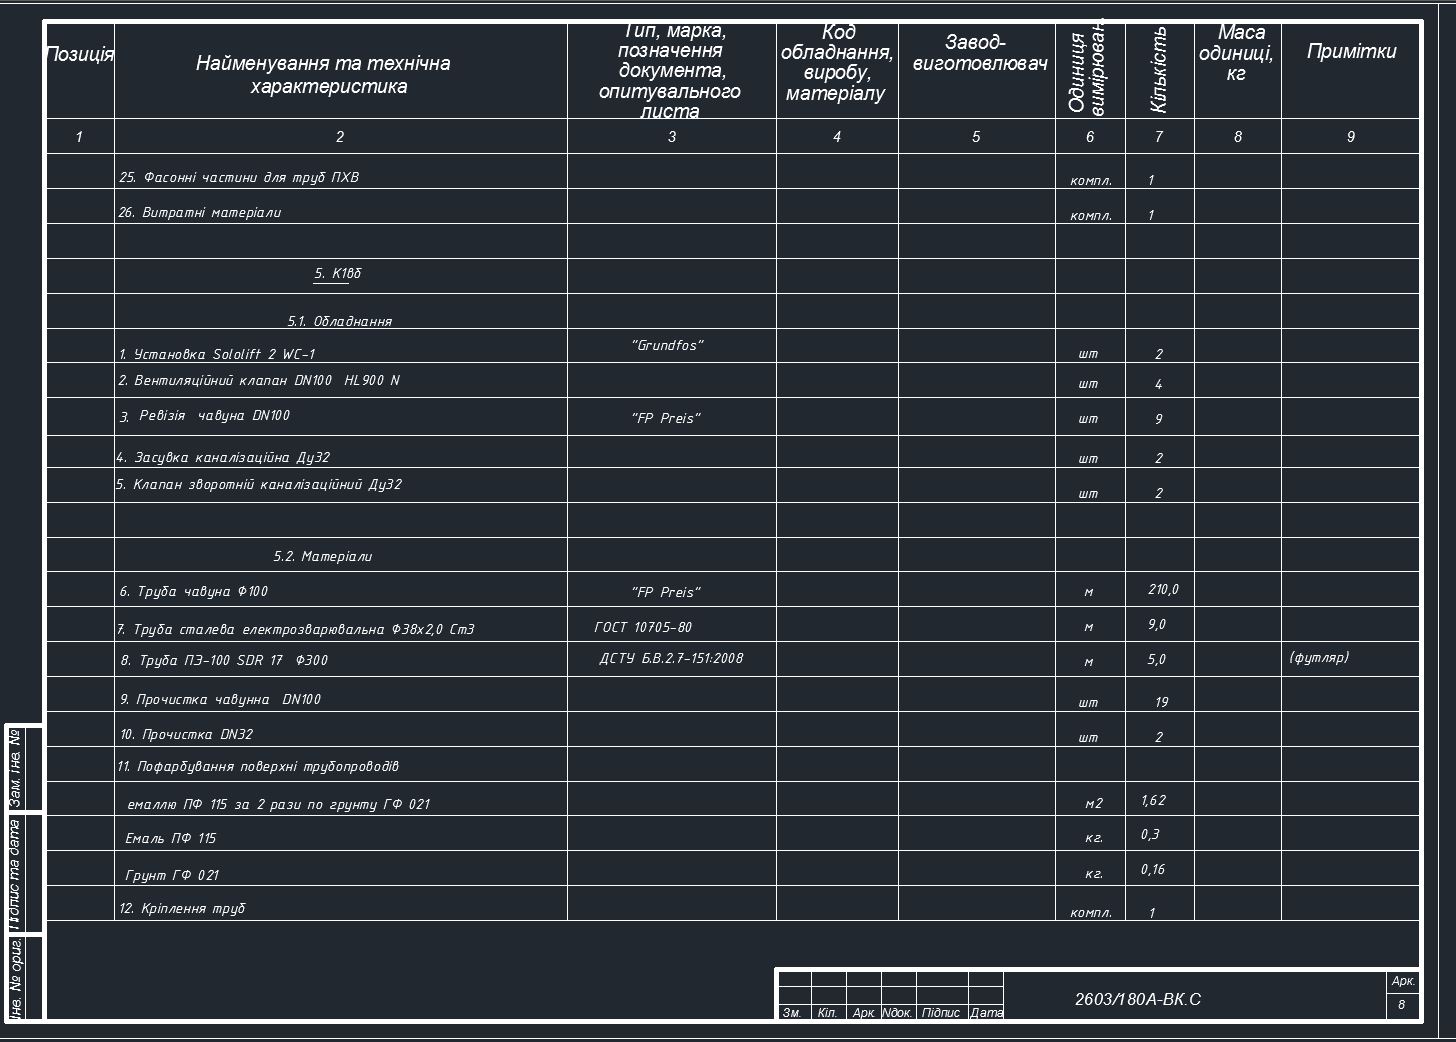 Позиція
Найменування та технічна
характеристика
Тип, марка,
позначення
документа,
опитувального
листа
Код
обладнання,
виробу,
матеріалу
Завод-
виготовлювач
Одиниця
вимірюван.
Кількість
Маса
одиниці,
кг
Примітки
1 2 3 4 5 6 7 8 9
25. Фасонні частини для труб ПХВ компл. 1
26. Витратні матеріали компл. 1
5. К1вб
5.1. Обладнання
1. Установка Sololift 2 WC-1 "Grundfos" шт 2
2. Вентиляційний клапан DN100 HL900 N шт 4
3. Ревізія чавуна DN100 "FP Preis" шт 9
4. Засувка каналізаційна Ду32 шт 2
5. Клапан зворотній каналізаційний Ду32 шт 2
5.2. Матеріали
6. Труба чавуна Ф100 "FP Preis" м 210,0
7. Труба сталева електрозварювальна Ф38х2,0 Ст3 ГОСТ 10705-80 м 9,0
8. Труба ПЭ-100 SDR 17 Ф300 ДСТУ Б.В.2.7-151:2008 м 5,0 (футляр)
9. Прочистка чавунна DN100 шт 19
10. Прочистка DN32 шт 2
11. Пофарбування поверхні трубопроводів
емаллю ПФ 115 за 2 рази по грунту ГФ 021 м2 1,62
Емаль ПФ 115 кг. 0,3
Грунт ГФ 021 кг. 0,16
12. Кріплення труб компл. 1
Зам. інв. №
Підпис та дата
Інв. № ориг.
Зм. Кіл. Арк. Nдок. Підпис Дата
2603/180А-ВК.С
Арк.
8